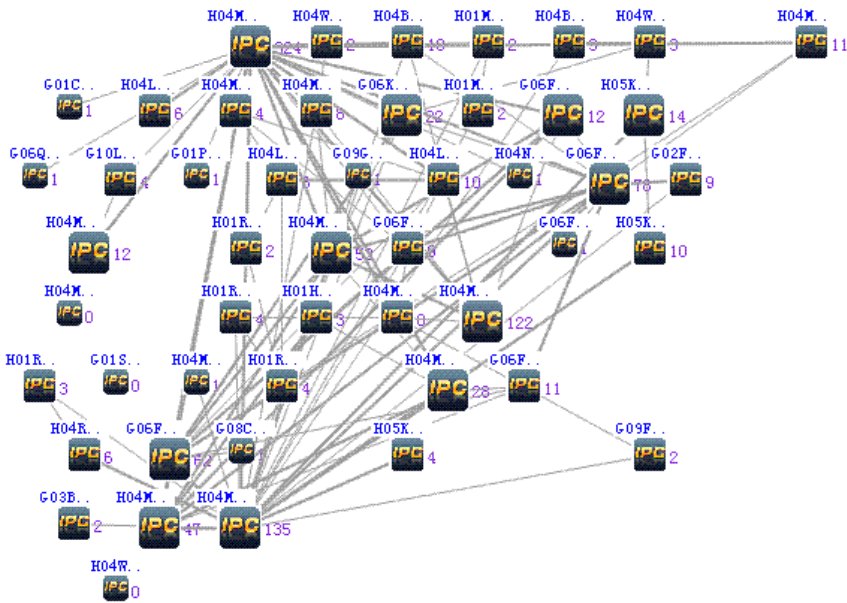 H04M.. H04W.. H04B.. H01M.. H04B.. H04W.. H04M..
IPC 324 IPC 2 IPC IPC 2 IPC 3 IPC 3 IPC 11
G01C.. H04L.. H04M.. H04M.. G06K.. H01M.. G06F.. H05K..
IPC 1 IPC 6 IPC 4 IPC 8 IPC 22 IPC 2 IPC 12 IPC 14
G06Q.. G10L.. G01P.. H04L.. G09G.. H04L.. H04N.. G06F.. G02F..
IPC 1 IPC 4 IPC 1 IPC IPC 1 IPC 10 IPC 1 IPC 78 IPC 9
H04M.. H01R.. H04M.. G06F.. G06F.. H05K..
IPC 12 IPC 2 IPC IPC IPC 1 IPC 10
H04M.. H01R.. H01H.. H04M.. H04M..
IPC 0 IPC 4 IPC 3 IPC 8 IPC 122
H01R.. G01S.. H04M.. H01R.. H04M.. G06F..
IPC 3 IPC 0 IPC 1 IPC 4 IPC 28 IPC 11
H04R.. G06F.. G08C.. H05K.. G09F..
IPC 6 IPC IPC 1 IPC 4 IPC 2
G03B.. H04M.. H04M..
IPC 2 IPC 47 IPC 135
H04W..
IPC 0